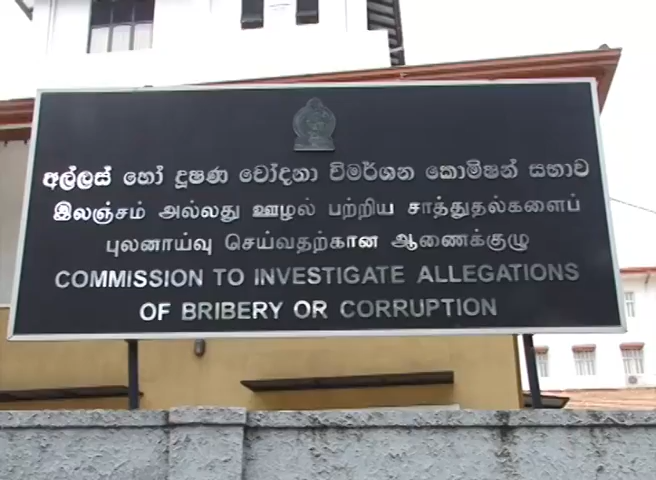 අල්ලස් හෝ දූෂණ චෝදනා විමර්ශන කොමිෂන් සභාව
இலஞ்சம் அல்லது ஊழல் பற்றிய சாத்துதல்களைப்
புலனாய்வு செய்வதற்கான ஆணைக்குழு
COMMISSION TO INVESTIGATE ALLEGATIONS
OF BRIBERY OR CORRUPTION